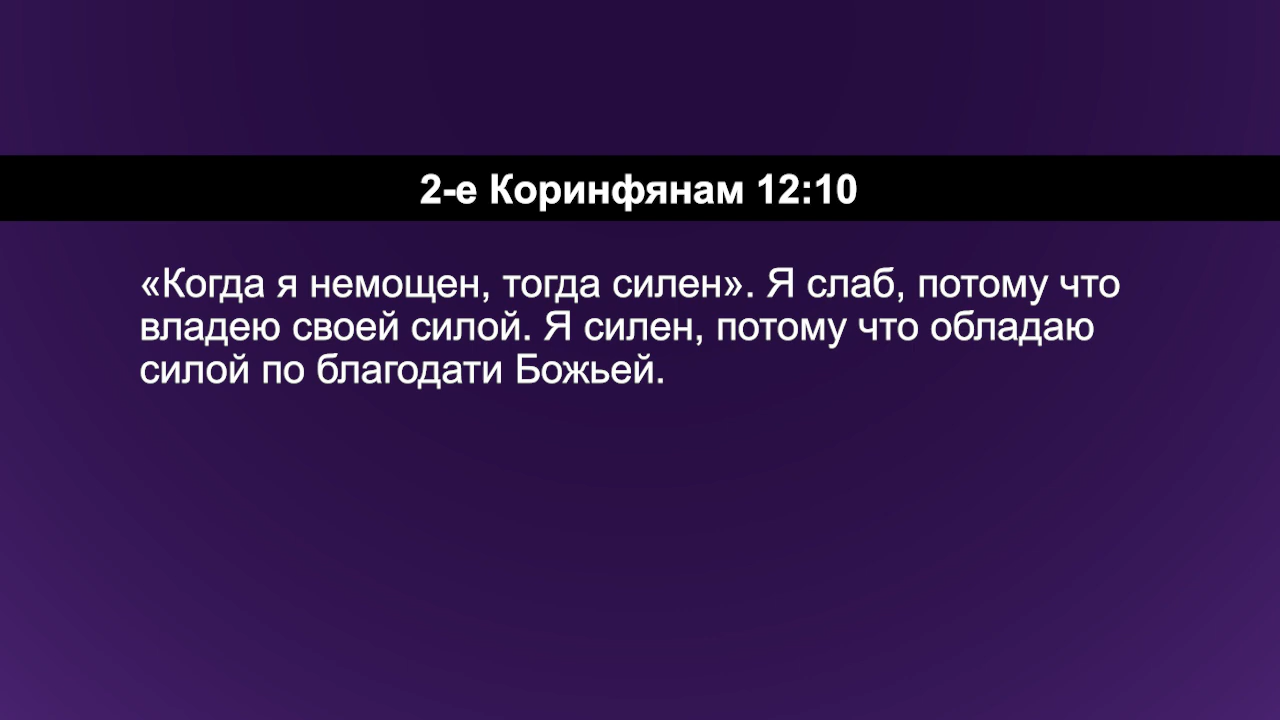 2-е Коринфянам 12:10
«Когда я немощен, тогда силен». Я слаб, потому что
владею своей силой. Я силен, потому что обладаю
силой по благодати Божьей.